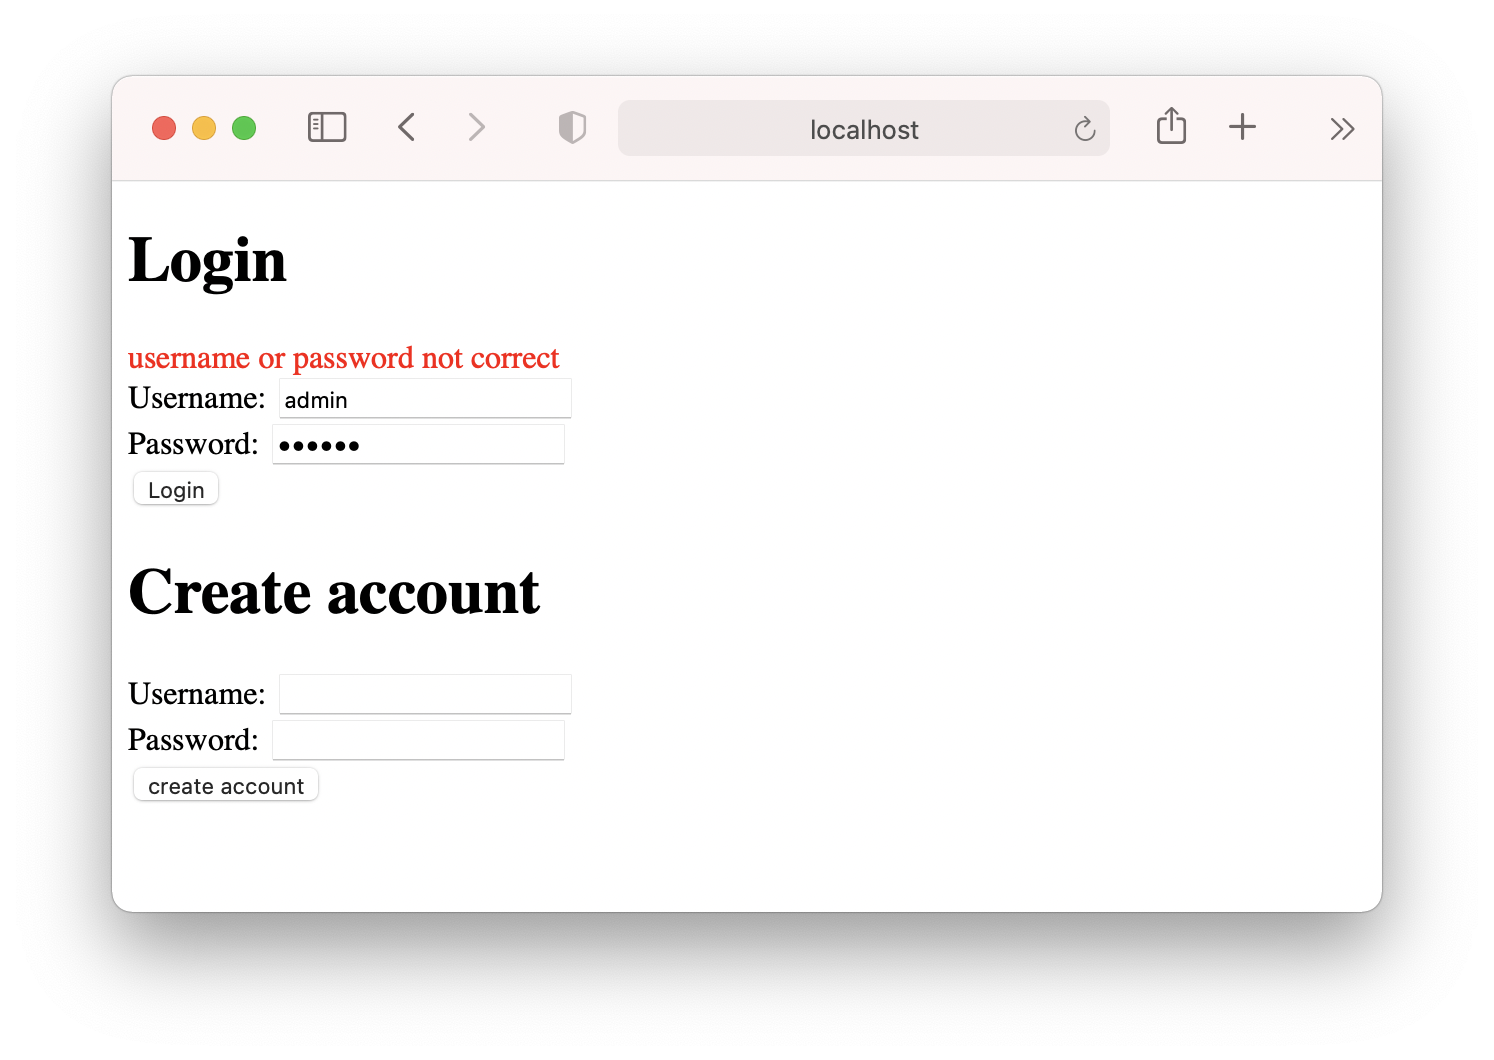 localhost
Login
username or password not correct
Username: admin
Password: ••••••
Login
Create account
Username:
Password:
create account